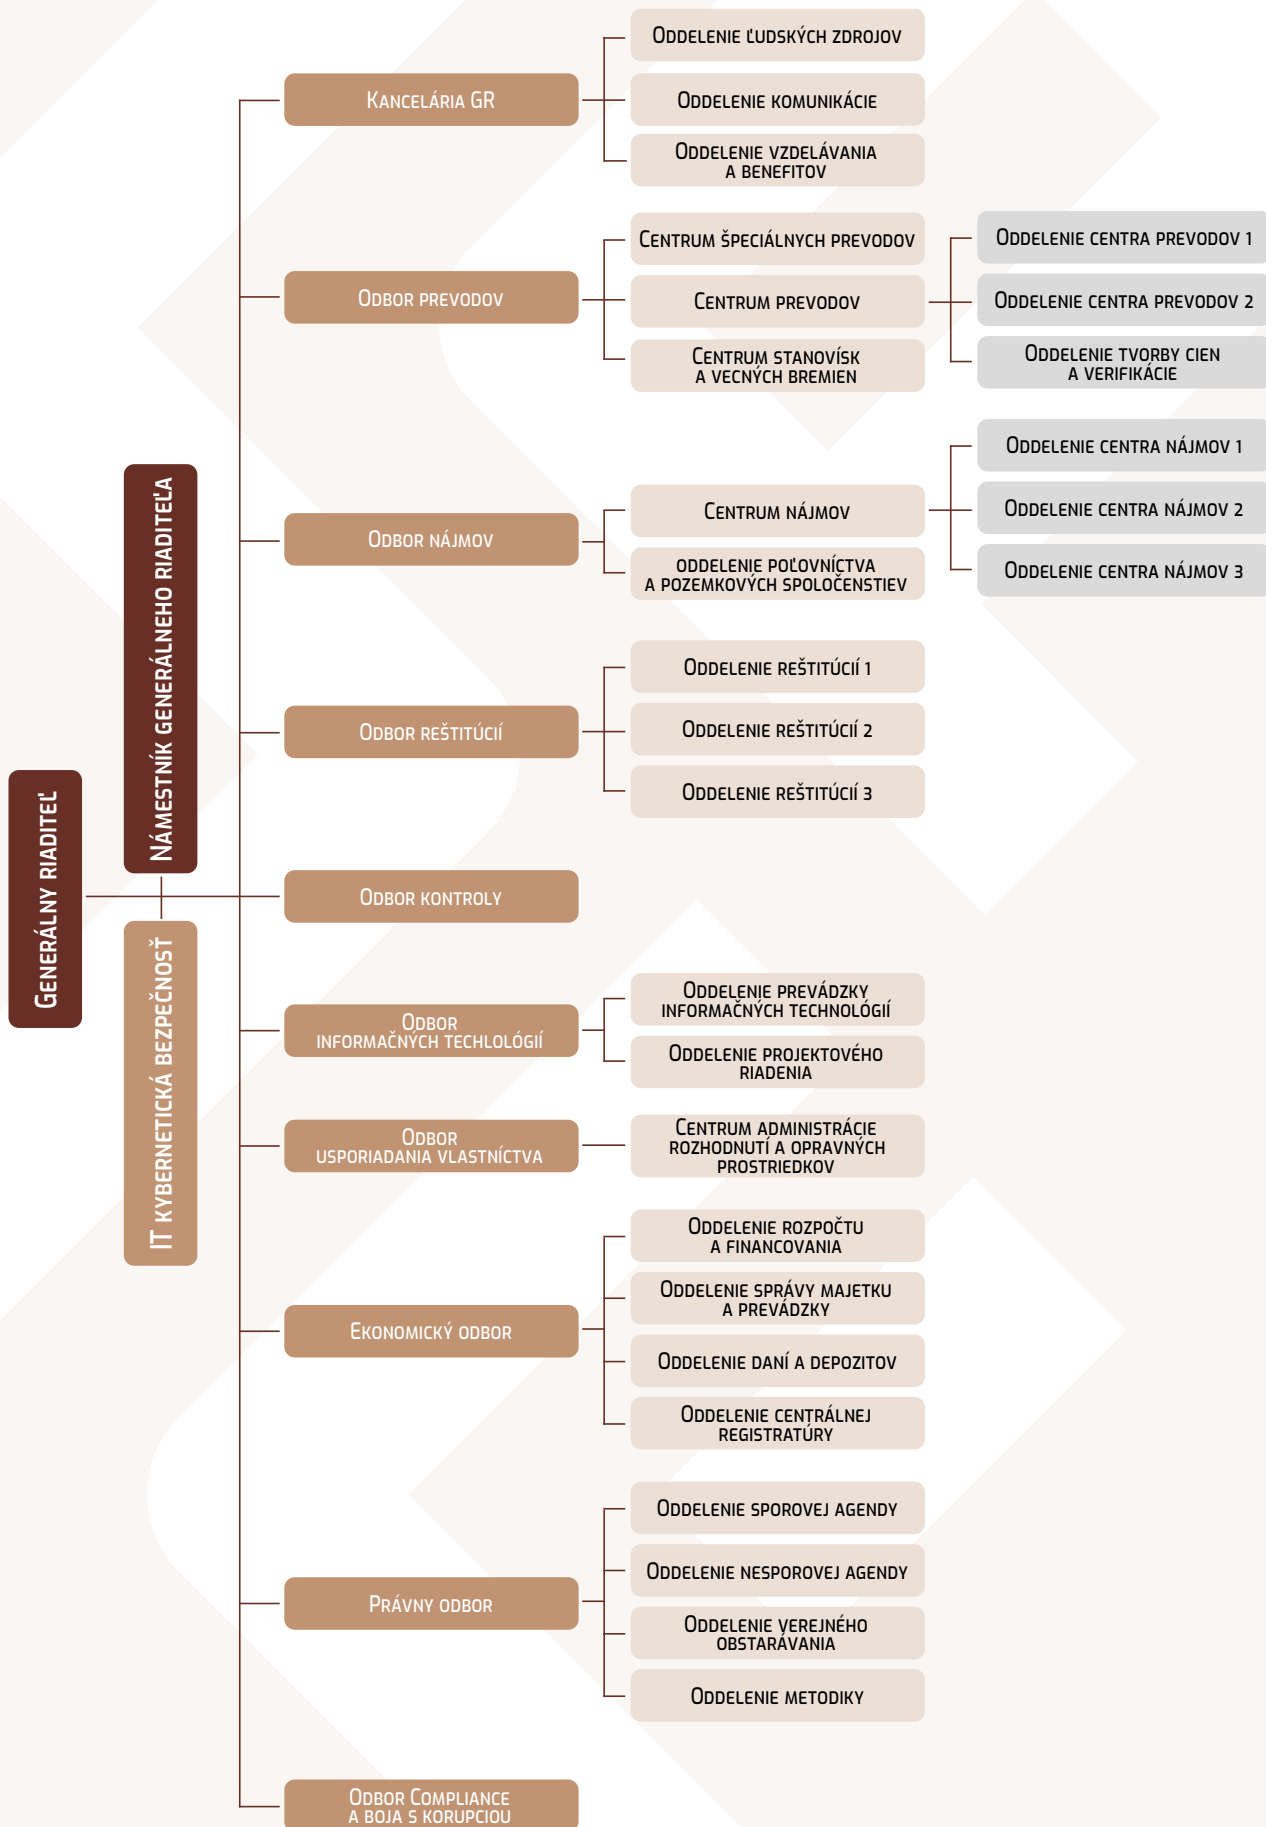 Generálny riaditeľ
Námestník generálneho riaditeľa
IT kybernetická bezpečnosť
Kancelária GR
Oddelenie ľudských zdrojov
Oddelenie komunikácie
Oddelenie vzdelávania
a benefitov
Odbor prevodov
Centrum špeciálnych prevodov
Centrum prevodov
Centrum stanovísk
a vecných bremien
Oddelenie centra prevodov 1
Oddelenie centra prevodov 2
Oddelenie tvorby cien
a verifikácie
Odbor nájmov
Centrum nájmov
oddelenie poľovníctva
a pozemkových spoločenstiev
Oddelenie centra nájmov 1
Oddelenie centra nájmov 2
Oddelenie centra nájmov 3
Odbor reštitúcií
Oddelenie reštitúcií 1
Oddelenie reštitúcií 2
Oddelenie reštitúcií 3
Odbor kontroly
Odbor
informačných techlológií
Oddelenie prevádzky
informačných technológií
Oddelenie projektového
riadenia
Odbor
usporiadania vlastníctva
Centrum administrácie
rozhodnutí a opravných
prostriedkov
Ekonomický odbor
Oddelenie rozpočtu
a financovania
Oddelenie správy majetku
a prevádzky
Oddelenie daní a depozitov
Oddelenie centrálnej
registratúry
Právny odbor
Oddelenie sporovej agendy
Oddelenie nesporovej agendy
Oddelenie verejného
obstarávania
Oddelenie metodiky
Odbor Compliance
a boja s korupciou